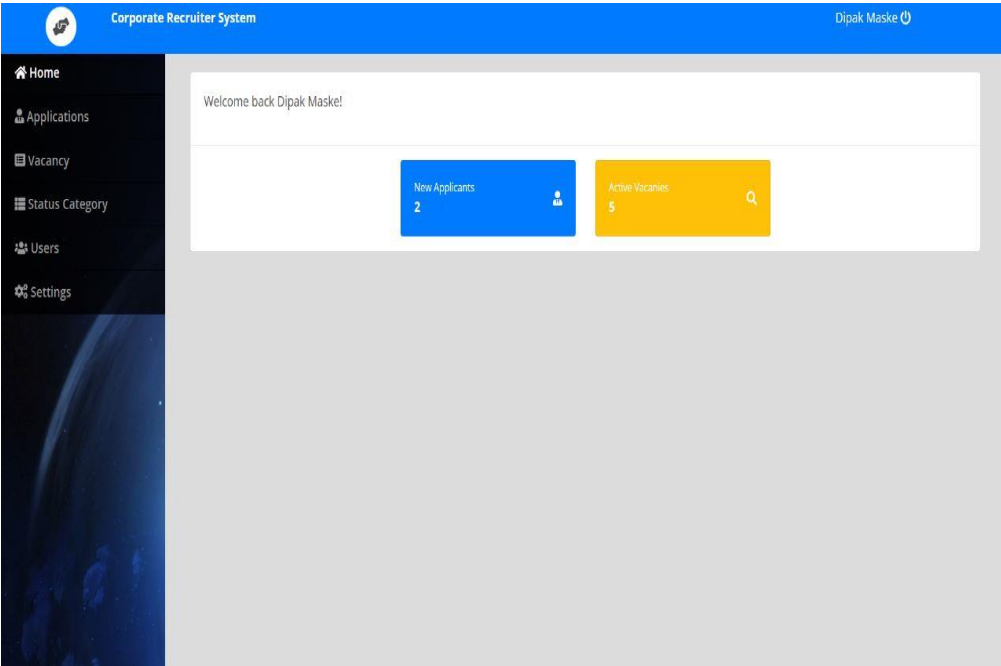 Corporate Recruiter System
Dipak Maske
Home
Applications
Vacancy
Status Category
Users
Settings
Welcome back Dipak Maske!
New Applicants
2
Active Vacanies
5